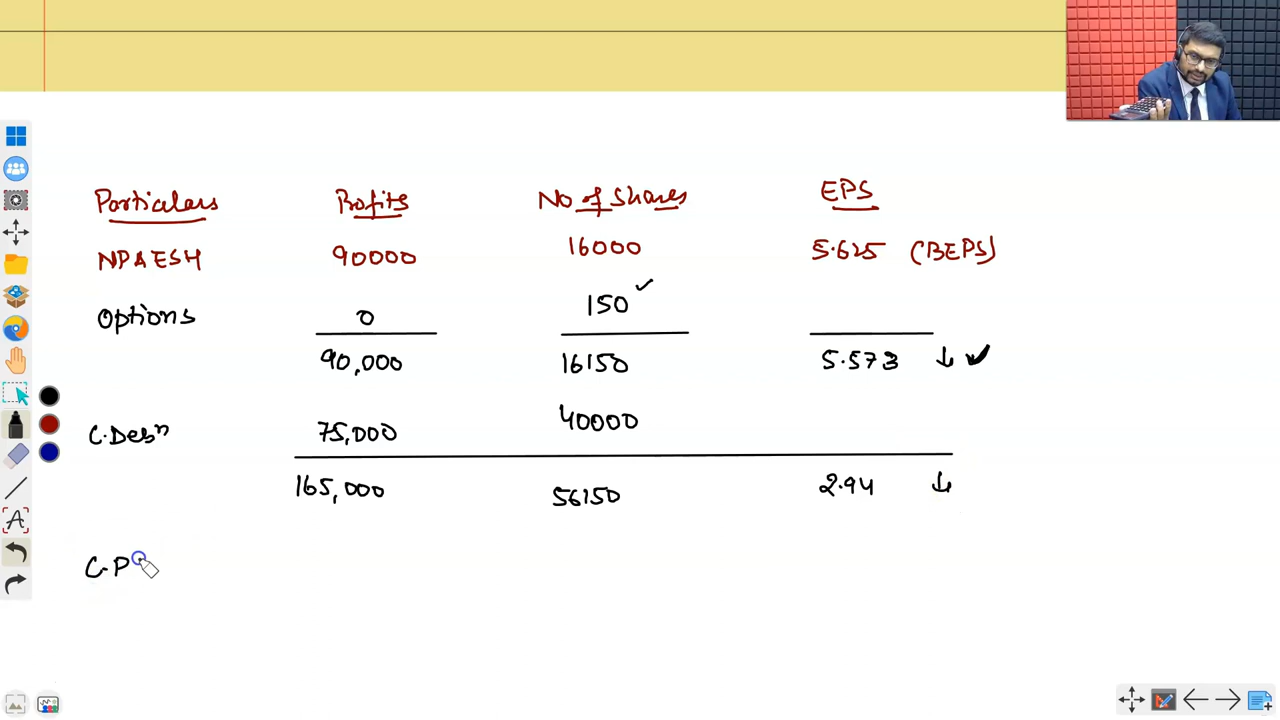 Particulars Profits No of Shares EPS
NPAESH 90000 16000 5.625 (BEPS)
Options 0 150
90,000 16150 5.573
C.Debⁿ 75,000 40000
165,000 56150 2.94
C.P